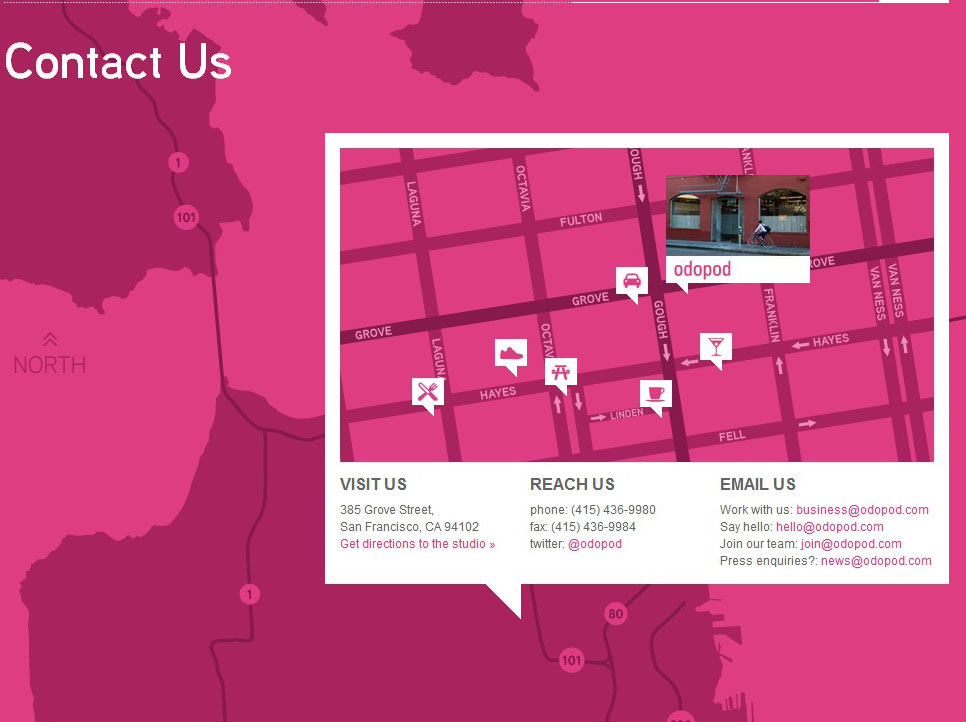 Contact Us
1
101
NORTH
LAGUNA
OCTAVIA
OUGH
ANKL
FULTON
odopod
GROVE
ROVE
GROVE
GOUGH
FRANKLIN
VAN NESS
VAN NESS
LAGUNA
OCTAVIA
HAYES
HAYES
LINDEN
FELL
VISIT US
385 Grove Street,
San Francisco, CA 94102
Get directions to the studio »
REACH US
phone: (415) 436-9980
fax: (415) 436-9984
twitter: @odopod
EMAIL US
Work with us: business@odopod.com
Say hello: hello@odopod.com
Join our team: join@odopod.com
Press enquiries?: news@odopod.com
1
80
101